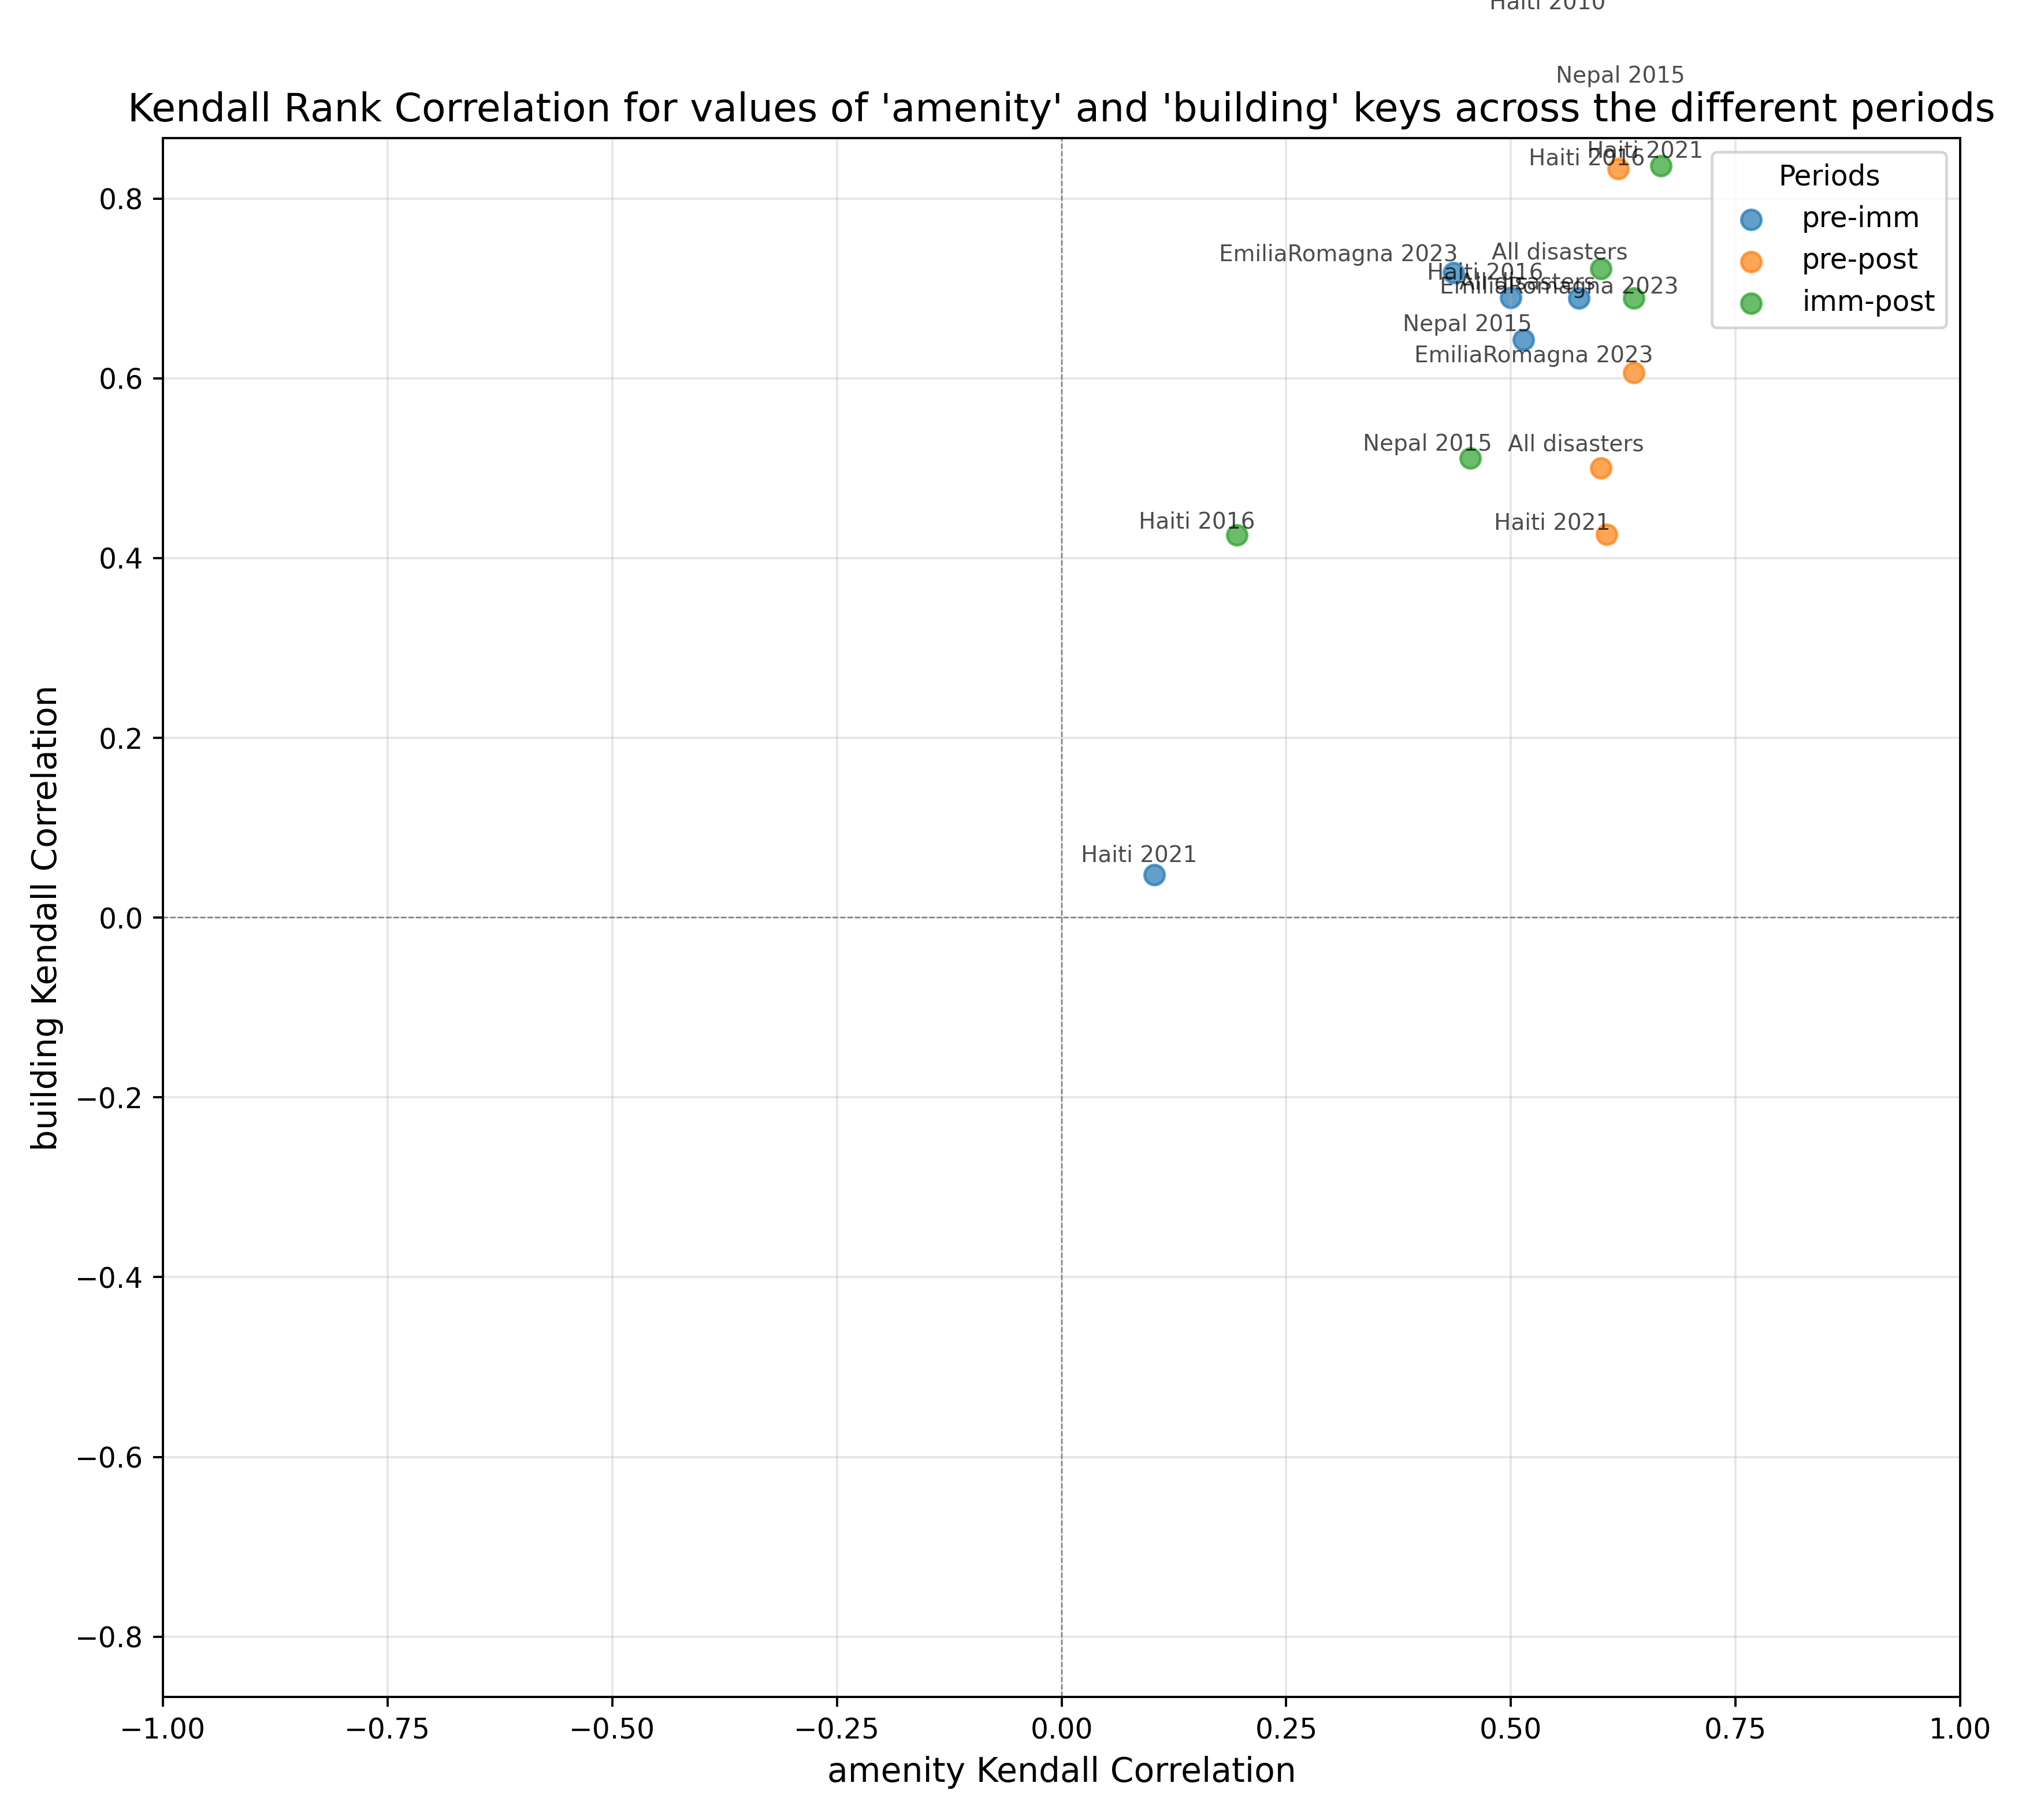 Haiti 2010
Nepal 2015
Kendall Rank Correlation for values of 'amenity' and 'building' keys across the different periods
Haiti 2021
Haiti 2016
Periods
pre-imm
pre-post
imm-post
EmiliaRomagna 2023
All disasters
Haiti 2016
All disasters
EmiliaRomagna 2023
Nepal 2015
EmiliaRomagna 2023
Nepal 2015
All disasters
Haiti 2016
Haiti 2021
Haiti 2021
0.8
0.6
0.4
0.2
0.0
−0.2
−0.4
−0.6
−0.8
building Kendall Correlation
−1.00
−0.75
−0.50
−0.25
0.00
0.25
0.50
0.75
1.00
amenity Kendall Correlation